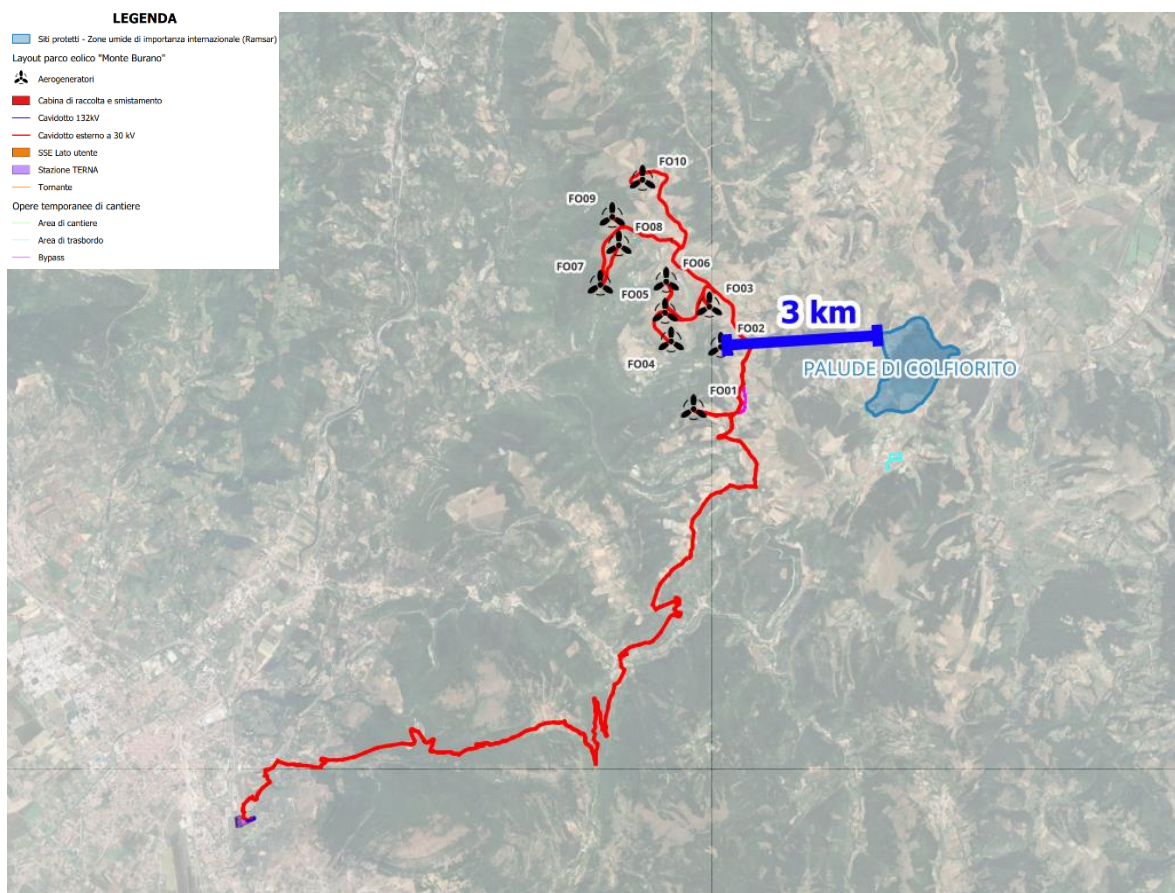 LEGENDA
Siti protetti - Zone umide di importanza internazionale (Ramsar)
Layout parco eolico "Monte Burano"
Aerogeneratori
Cabina di raccolta e smistamento
Cavidotto 132kV
Cavidotto esterno a 30 kV
SSE Lato utente
Stazione TERNA
Tornante
Opere temporanee di cantiere
Area di cantiere
Area di trasbordo
Bypass
FO10
FO09
FO08
FO07
FO06
FO05
FO03
3 km
FO02
FO04
PALUDE DI COLFIORITO
FO01